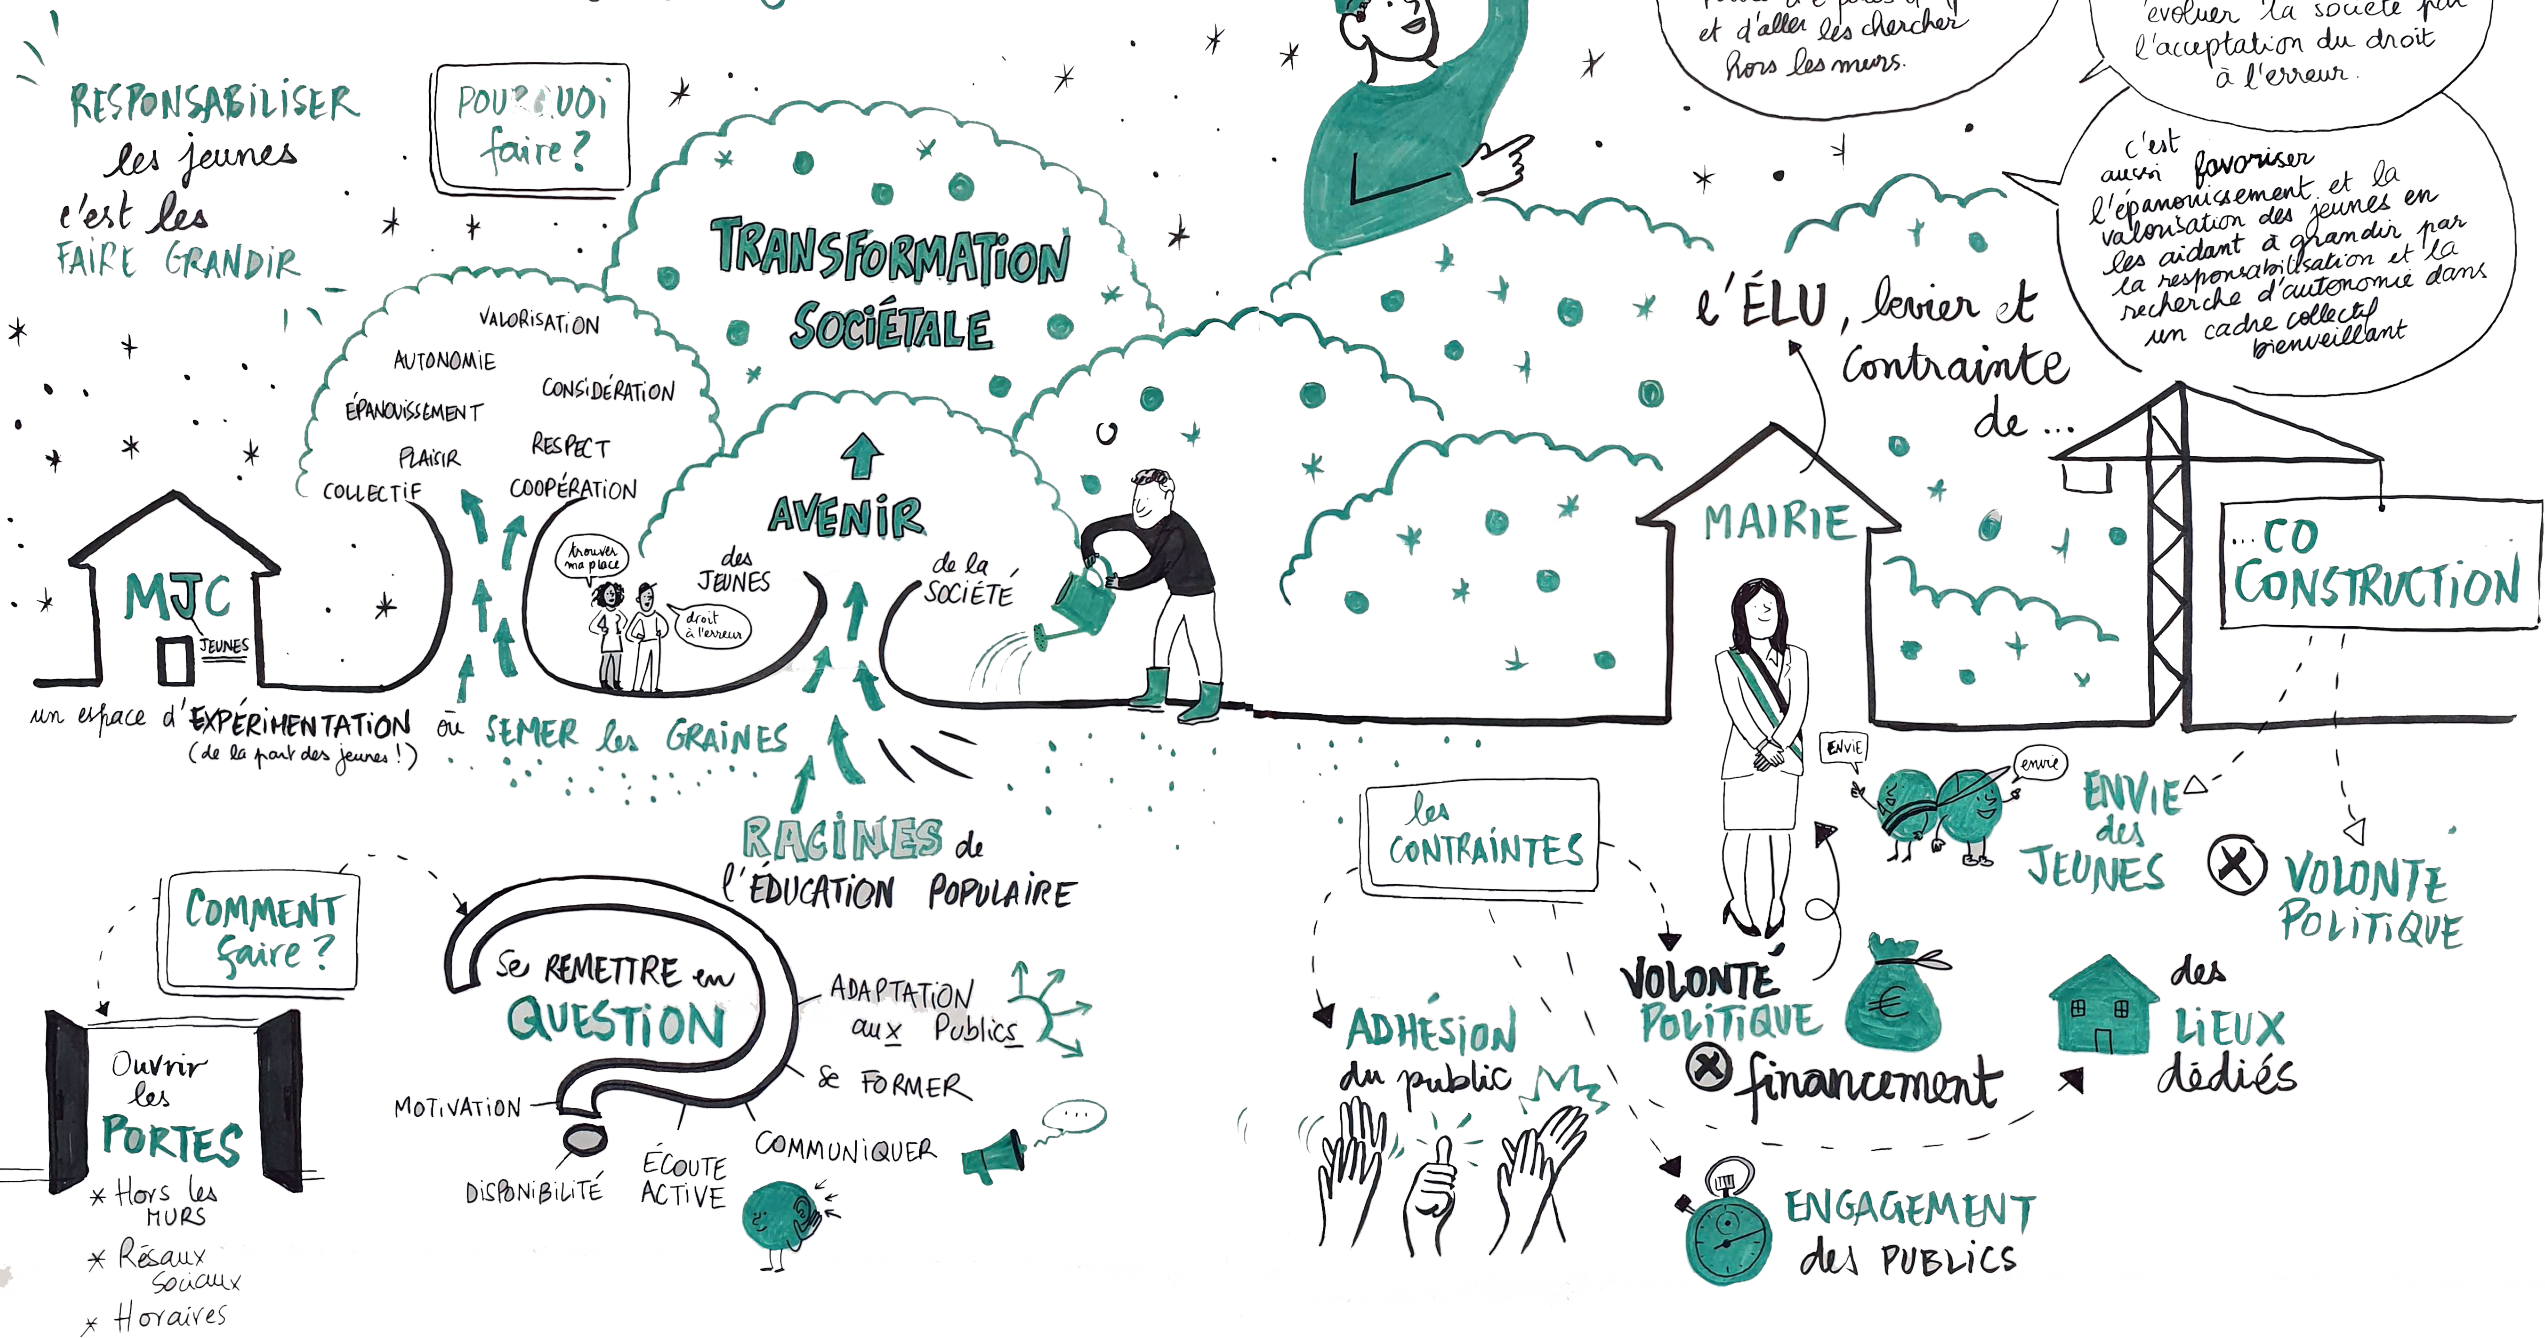 RESPONSABILISER
les jeunes
c'est les
FAIRE GRANDIR
POURQUOI
faire ?
TRANSFORMATION
SOCIÉTALE
VALORISATION
AUTONOMIE
CONSIDÉRATION
ÉPANOUISSEMENT
PLAISIR
RESPECT
COLLECTIF
COOPÉRATION
AVENIR
des
JEUNES
de la
SOCIÉTÉ
trouver
ma place
droit
à l'erreur
MJC
JEUNES
un espace d'EXPÉRIMENTATION
(de la part des jeunes !)
où SEMER les GRAINES
RACINES de
l'ÉDUCATION POPULAIRE
et d'aller les chercher
hors les murs.
évoluer la société par
l'acceptation du droit
à l'erreur.
c'est
aussi favoriser
l'épanouissement et la
valorisation des jeunes en
les aidant à grandir par
la responsabilisation et la
recherche d'autonomie dans
un cadre collectif
bienveillant
l'ÉLU, levier et
contrainte
de ...
MAIRIE
... CO
CONSTRUCTION
ENVIE
envie
ENVIE
des
JEUNES
VOLONTÉ
POLITIQUE
COMMENT
faire ?
Ouvrir
les
PORTES
* Hors les
MURS
* Résaux
sociaux
* Horaires
Se REMETTRE en
QUESTION
ADAPTATION
aux Publics
se FORMER
COMMUNIQUER
...
ÉCOUTE
ACTIVE
DISPONIBILITÉ
MOTIVATION
les
CONTRAINTES
ADHÉSION
du public
VOLONTÉ
POLITIQUE
financement
€
des
LIEUX
dédiés
ENGAGEMENT
des PUBLICS